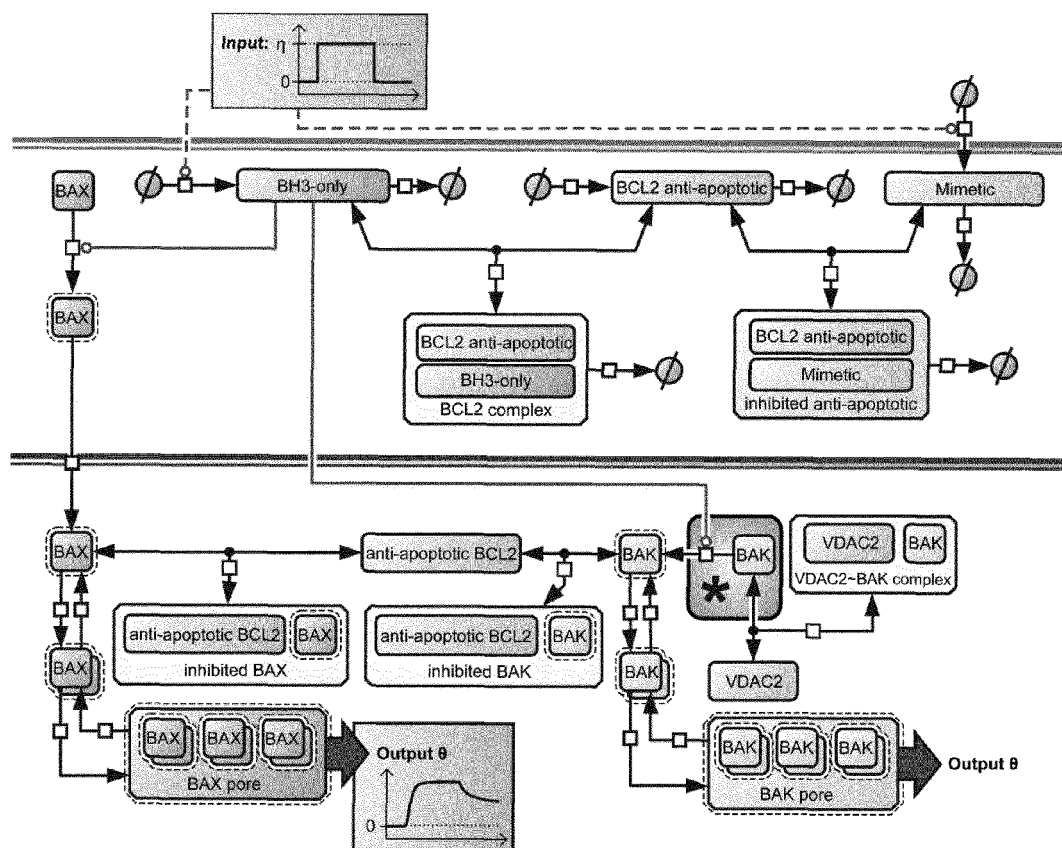 Input: η
0
BAX
Ø
BH3-only
Ø
Ø
BCL2 anti-apoptotic
Ø
Ø
Mimetic
Ø
BAX
BCL2 anti-apoptotic
BH3-only
BCL2 complex
Ø
BCL2 anti-apoptotic
Mimetic
inhibited anti-apoptotic
Ø
BAX
anti-apoptotic BCL2
BAK
BAK
*
VDAC2
BAK
VDAC2~BAK complex
anti-apoptotic BCL2
BAX
inhibited BAX
anti-apoptotic BCL2
BAK
inhibited BAK
BAX
BAK
VDAC2
BAX
BAX
BAX
BAX pore
Output θ
0
BAK
BAK
BAK
BAK pore
Output θ